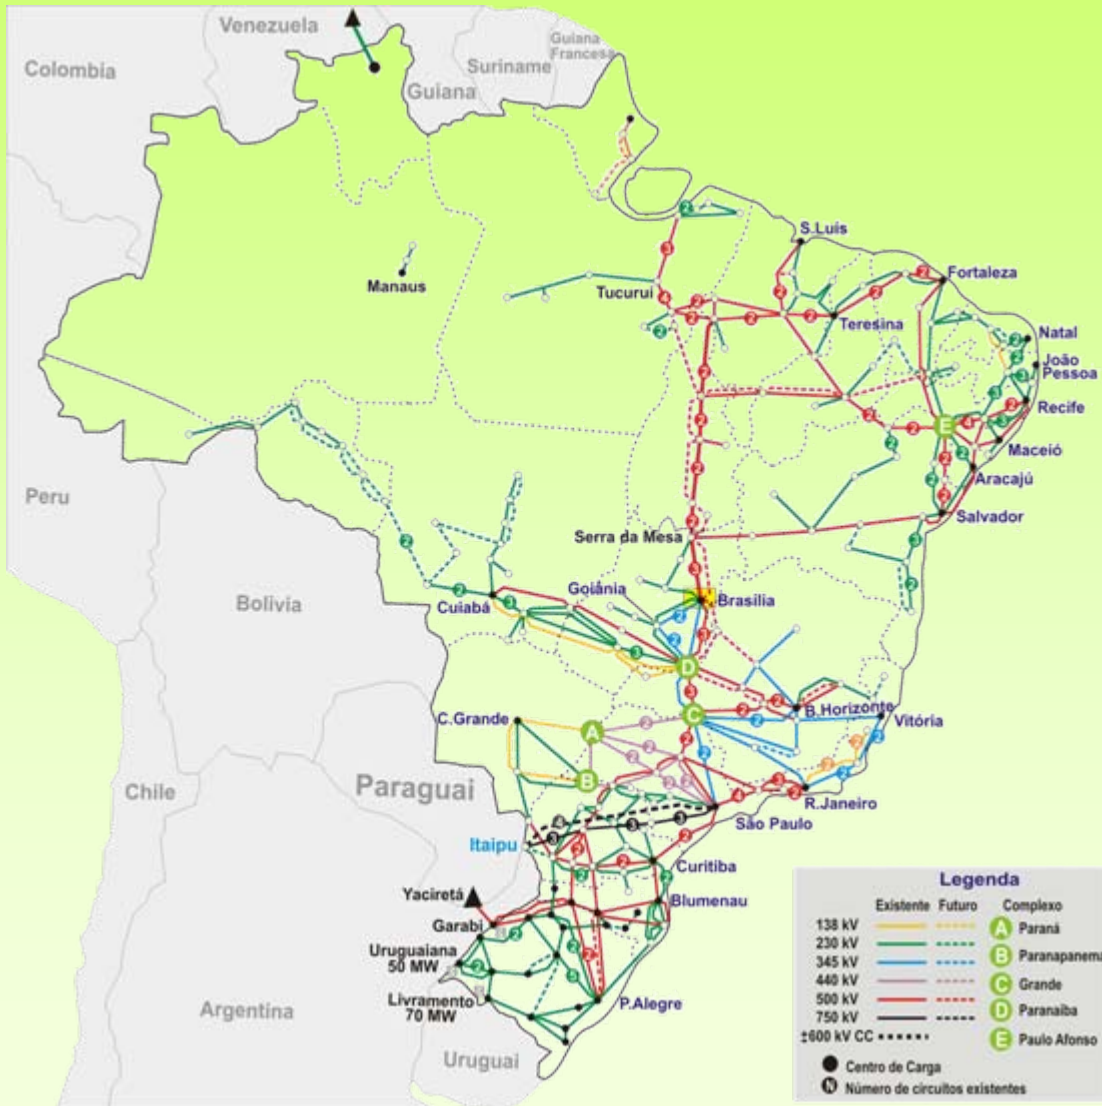 Venezuela
Guiana
Francesa
Colombia
Suriname
Guiana
S.Luis
Fortaleza
Manaus
Tucuruí
Teresina
Natal
João
Pessoa
Recife
E
Maceió
Aracajú
Peru
Salvador
Serra da Mesa
Goiânia
Brasília
Bolivia
Cuiabá
D
C
B.Horizonte
Vitória
C.Grande
A
B
Paraguai
Chile
R.Janeiro
São Paulo
Itaipu
Curitiba
Yaciretá
Blumenau
Garabi
Uruguaiana
50 MW
Livramento
70 MW
P.Alegre
Argentina
Uruguai
Legenda
Existente Futuro Complexo
138 kV A Paraná
230 kV
345 kV B Paranapanema
440 kV C Grande
500 kV
750 kV D Paranaíba
±600 kV CC E Paulo Afonso
Centro de Carga
N Número de circuitos existentes